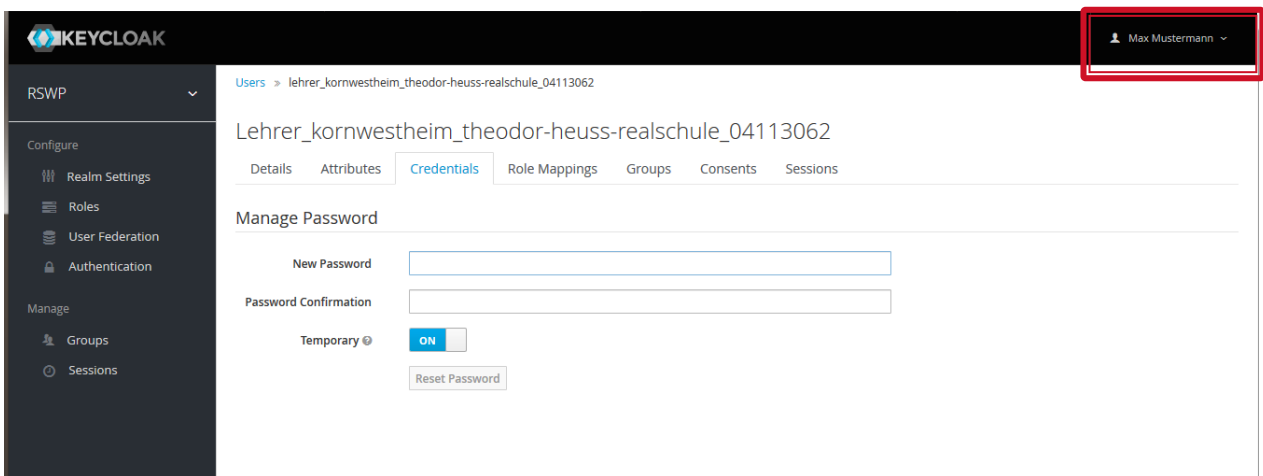 KEYCLOAK
Max Mustermann
RSWP
Users » lehrer_kornwestheim_theodor-heuss-realschule_04113062
Lehrer_kornwestheim_theodor-heuss-realschule_04113062
Details Attributes Credentials Role Mappings Groups Consents Sessions
Configure
Realm Settings
Roles
User Federation
Authentication
Manage
Groups
Sessions
Manage Password
New Password
Password Confirmation
Temporary
ON
Reset Password